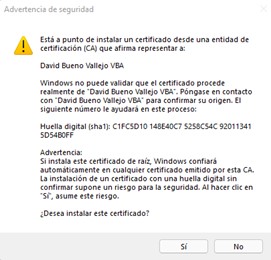 Advertencia de seguridad
Está a punto de instalar un certificado desde una entidad de
certificación (CA) que afirma representar a:
David Bueno Vallejo VBA
Windows no puede validar que el certificado procede
realmente de "David Bueno Vallejo VBA". Póngase en contacto
con "David Bueno Vallejo VBA" para confirmar su origen. El
siguiente número le ayudará en este proceso:
Huella digital (sha1): C1FC5D10 148E40C7 5258C54C 92011341
5D54B0FF
Advertencia:
Si instala este certificado de raíz, Windows confiará
automáticamente en cualquier certificado emitido por esta CA.
La instalación de un certificado con una huella digital sin
confirmar supone un riesgo para la seguridad. Al hacer clic en
"Sí", asume este riesgo.
¿Desea instalar este certificado?
Sí
No